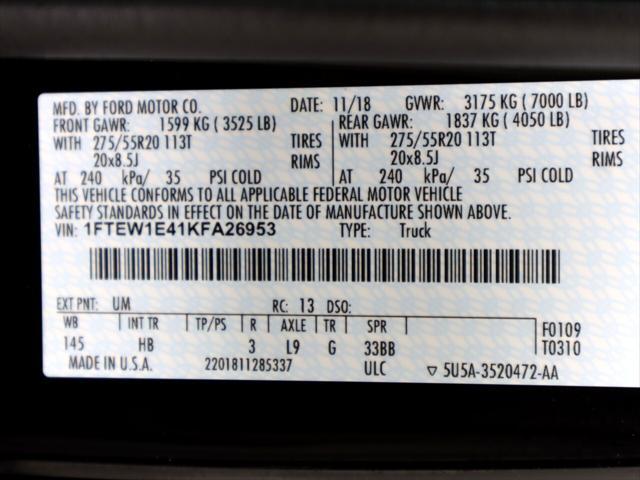 MFD. BY FORD MOTOR CO. DATE: 11/18 GVWR: 3175 KG ( 7000 LB)
FRONT GAWR: 1599 KG ( 3525 LB) REAR GAWR: 1837 KG ( 4050 LB)
WITH 275/55R20 113T TIRES WITH 275/55R20 113T TIRES
20x8.5J RIMS 20x8.5J RIMS
AT 240 kPa/ 35 PSI COLD AT 240 kPa/ 35 PSI COLD
THIS VEHICLE CONFORMS TO ALL APPLICABLE FEDERAL MOTOR VEHICLE
SAFETY STANDARDS IN EFFECT ON THE DATE OF MANUFACTURE SHOWN ABOVE.
VIN: 1FTEW1E41KFA26953 TYPE: Truck
EXT PNT: UM RC: 13 DSO:
WB INT TR TP/PS R AXLE TR SPR F0109
145 HB 3 L9 G 33BB T0310
MADE IN U.S.A. 2201811285337 ULC ▽ 5U5A-3520472-AA